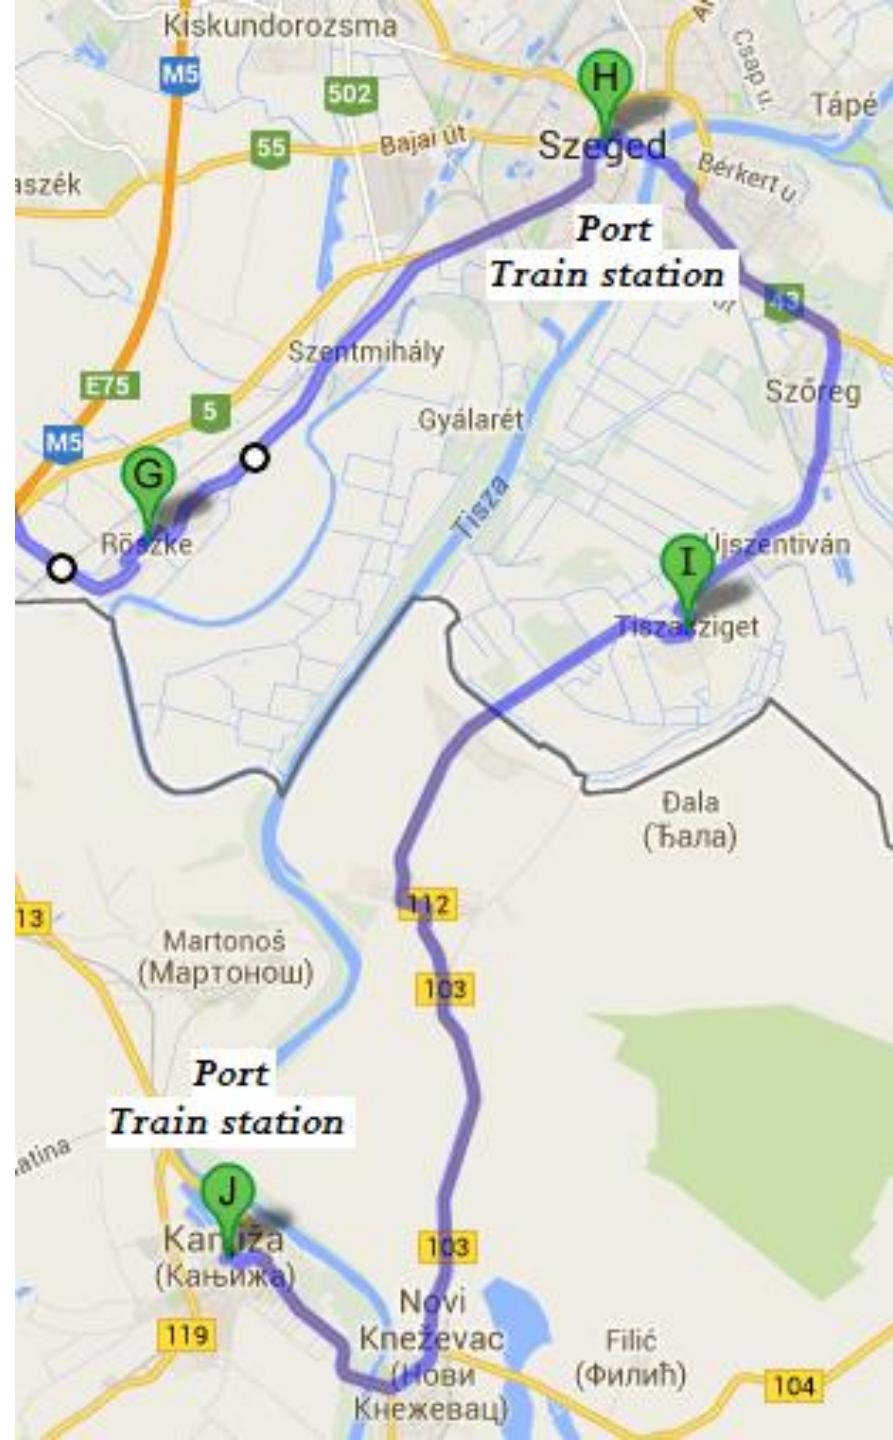 Kiskundorozsma
M5
502
H
Csap u.
Tápé
55
Bajai út
Szeged
Bérkert u.
aszék
Port
Train station
út
43
Szentmihály
E75
5
Gyálarét
Szőreg
M5
G
Tisza
Röszke
I
Újszentiván
Tiszasziget
Đala
(Ђала)
112
13
Martonoš
(Мартонош)
103
Port
Train station
atina
J
Kanjiža
(Кањижа)
103
Novi
Kneževac
(Нови
Кнежевац)
119
Filić
(Филић)
104